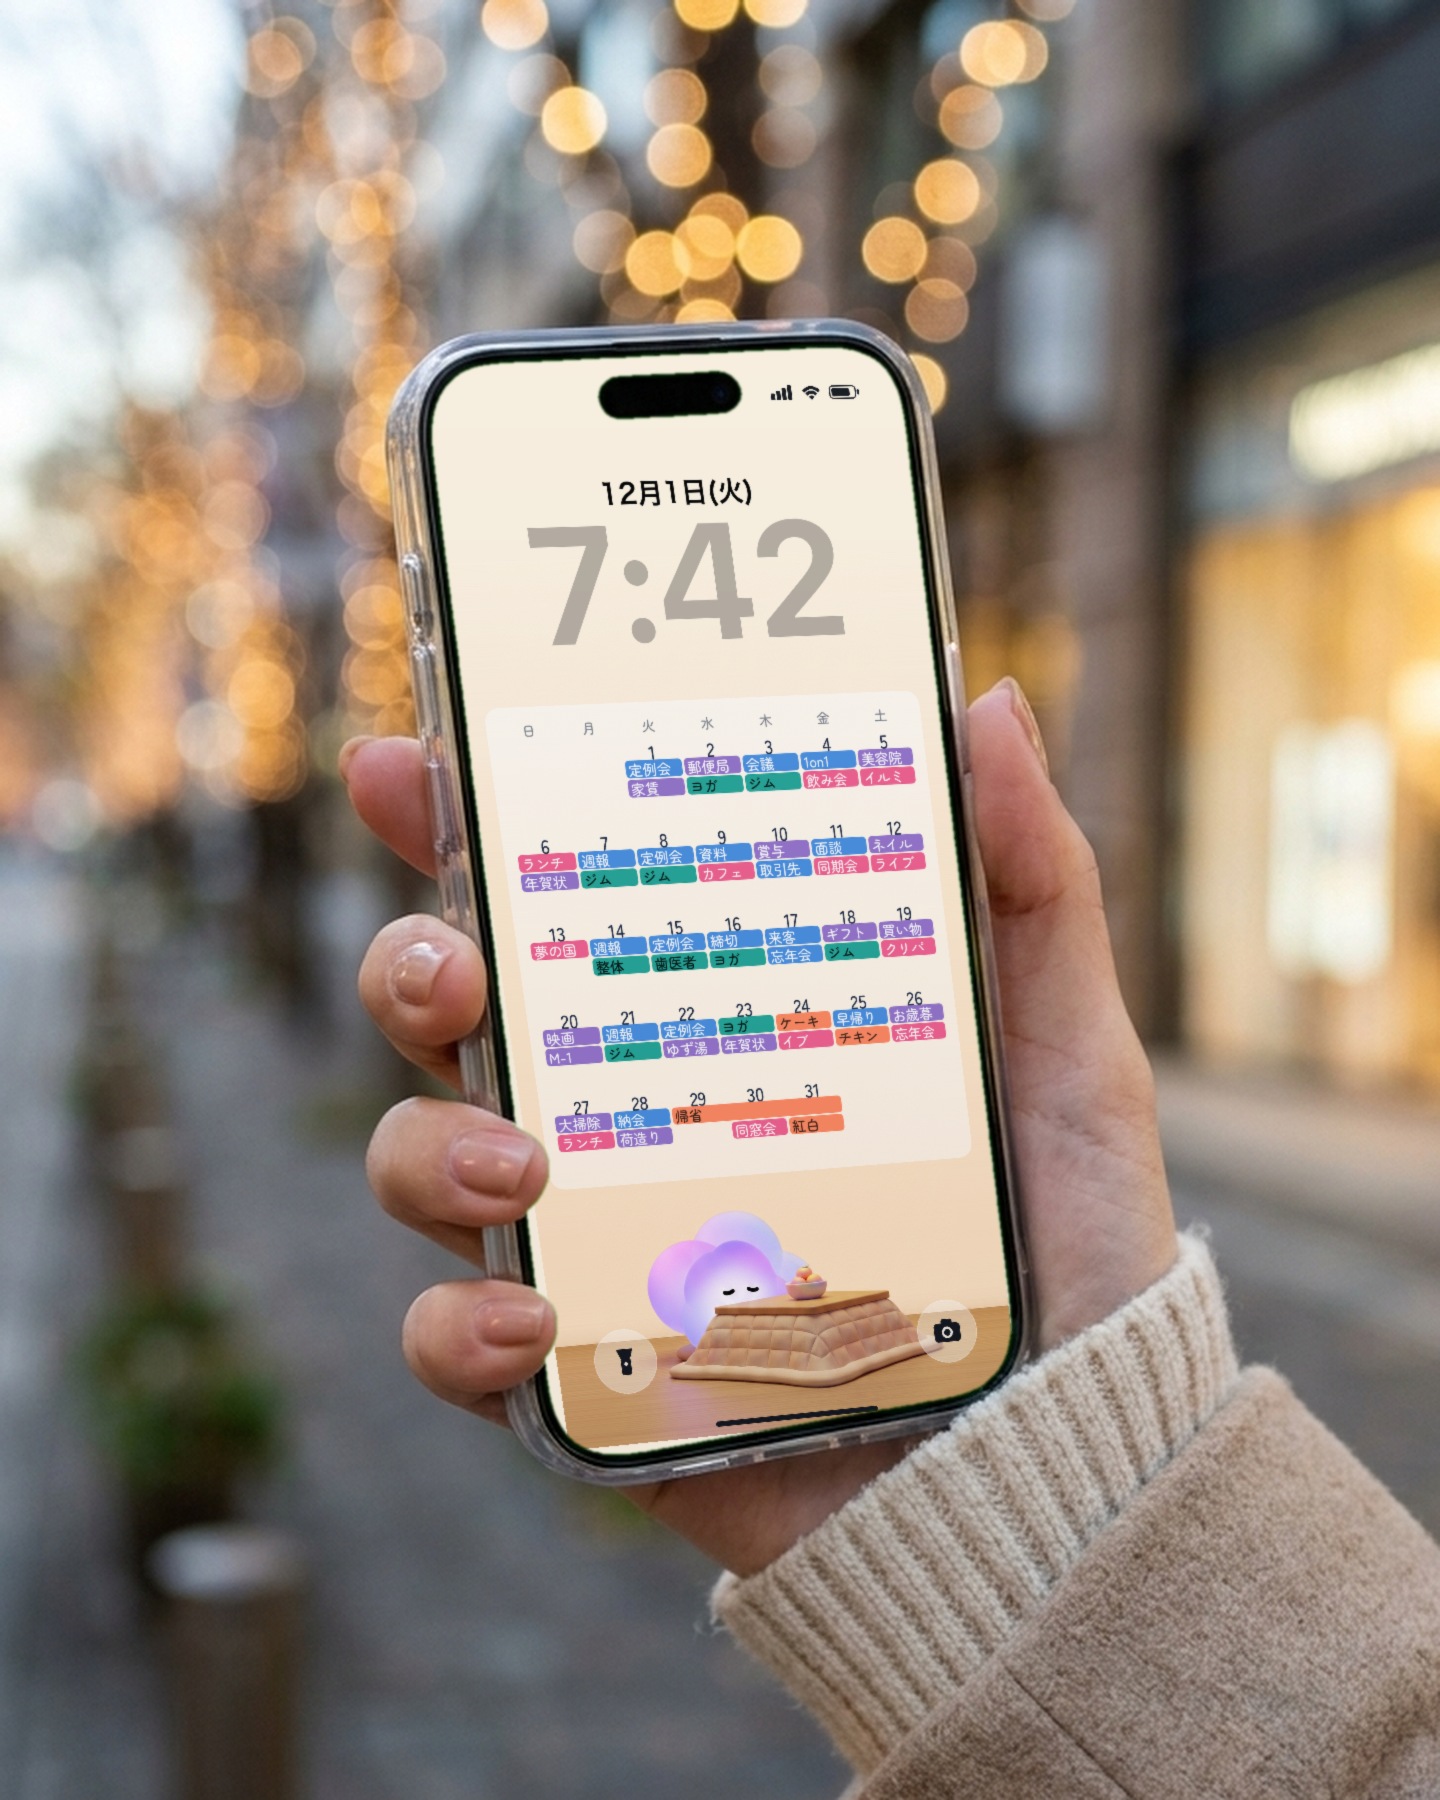 12月1日(火)
7:42
日 月 火 水 木 金 土
1 2 3 4 5
定例会 郵便局 会議 1on1 美容院
家賃 ヨガ ジム 飲み会 イルミ
6 7 8 9 10 11 12
ランチ 週報 定例会 資料 賞与 面談 ネイル
年賀状 ジム ジム カフェ 取引先 同期会 ライブ
13 14 15 16 17 18 19
夢の国 週報 定例会 締切 来客 ギフト 買い物
整体 歯医者 ヨガ 忘年会 ジム クリパ
20 21 22 23 24 25 26
映画 週報 定例会 ヨガ ケーキ 早帰り お歳暮
M-1 ジム ゆず湯 年賀状 イブ チキン 忘年会
27 28 29 30 31
大掃除 納会 帰省
ランチ 荷造り 同窓会 紅白